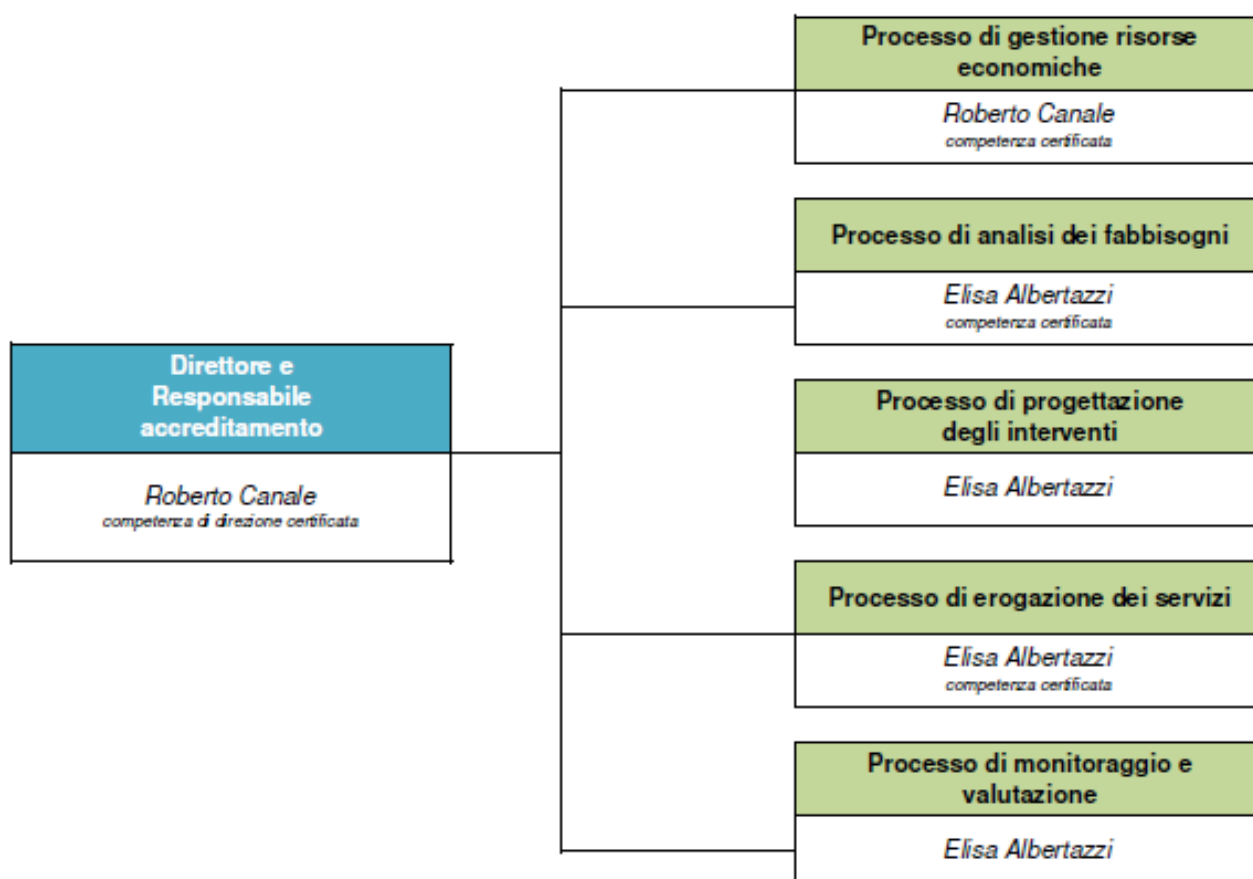 Direttore e
Responsabile
accreditamento
Roberto Canale
competenza di direzione certificata
Processo di gestione risorse
economiche
Roberto Canale
competenza certificata
Processo di analisi dei fabbisogni
Elisa Albertazzi
competenza certificata
Processo di progettazione
degli interventi
Elisa Albertazzi
Processo di erogazione dei servizi
Elisa Albertazzi
competenza certificata
Processo di monitoraggio e
valutazione
Elisa Albertazzi